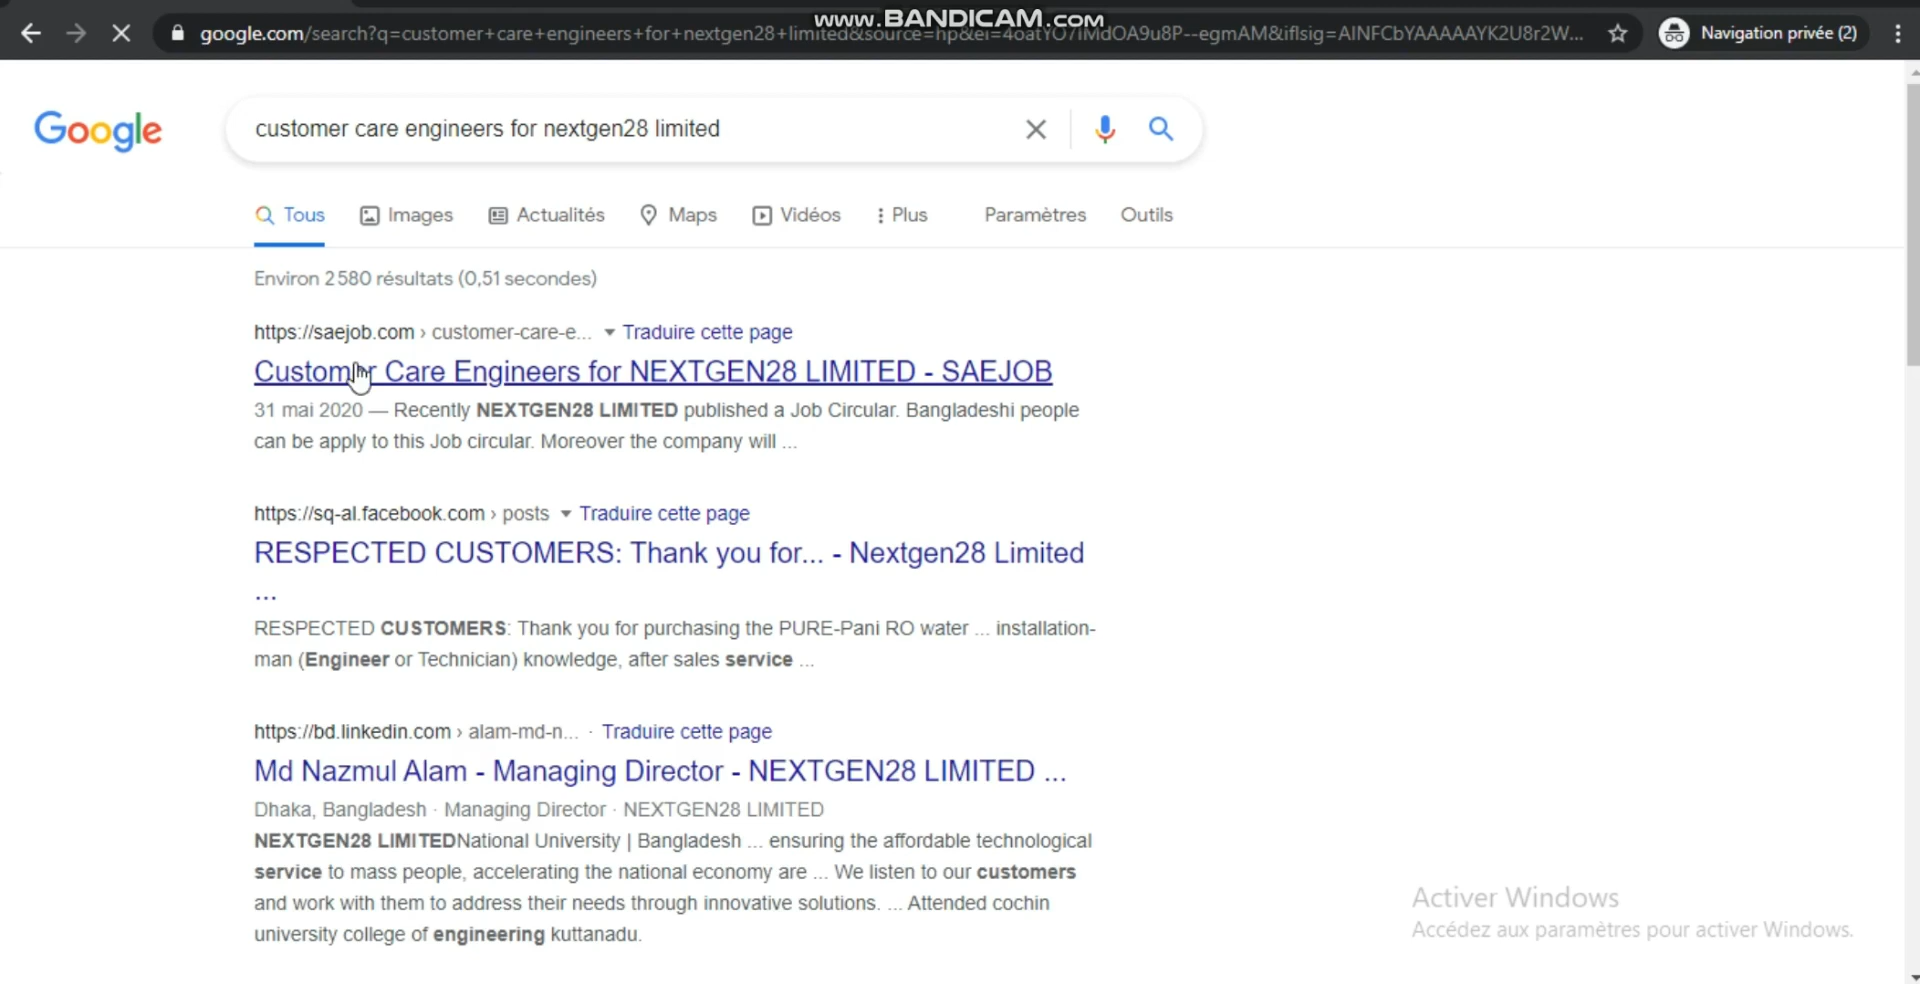 www.BANDICAM.com
google.com/search?q=customer+care+engineers+for+nextgen28+limited&source=hp&ei=4oatYO7iMdOA9u8P--egmAM&iflsig=AINFCbYAAAAAYK2U8r2W...
Navigation privée (2)
Google
customer care engineers for nextgen28 limited
Tous Images Actualités Maps Vidéos Plus Paramètres Outils
Environ 2 580 résultats (0,51 secondes)
https://saejob.com › customer-care-e... Traduire cette page
Customer Care Engineers for NEXTGEN28 LIMITED - SAEJOB
31 mai 2020 — Recently NEXTGEN28 LIMITED published a Job Circular. Bangladeshi people
can be apply to this Job circular. Moreover the company will ...
https://sq-al.facebook.com › posts Traduire cette page
RESPECTED CUSTOMERS: Thank you for... - Nextgen28 Limited
...
RESPECTED CUSTOMERS: Thank you for purchasing the PURE-Pani RO water ... installation-
man (Engineer or Technician) knowledge, after sales service ...
https://bd.linkedin.com › alam-md-n... · Traduire cette page
Md Nazmul Alam - Managing Director - NEXTGEN28 LIMITED ...
Dhaka, Bangladesh · Managing Director · NEXTGEN28 LIMITED
NEXTGEN28 LIMITEDNational University | Bangladesh ... ensuring the affordable technological
service to mass people, accelerating the national economy are ... We listen to our customers
and work with them to address their needs through innovative solutions. ... Attended cochin
university college of engineering kuttanadu.
Activer Windows
Accédez aux paramètres pour activer Windows.